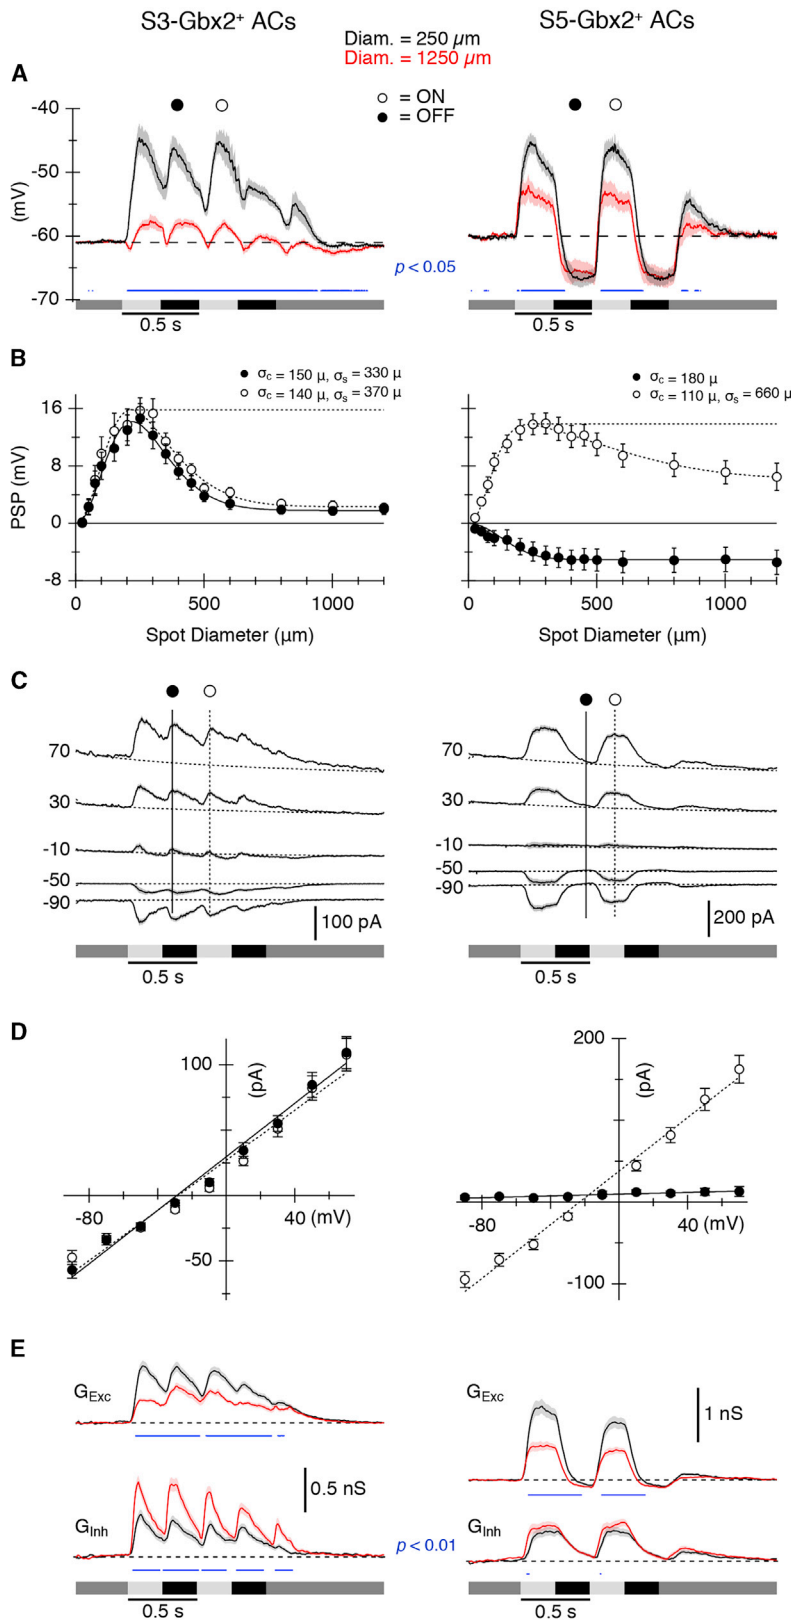 S3-Gbx2⁺ ACs
S5-Gbx2⁺ ACs
Diam. = 250 μm
Diam. = 1250 μm
A
= ON
= OFF
-40
-50
-60
-70
(mV)
p < 0.05
0.5 s
0.5 s
B
σc = 150 μ, σs = 330 μ
σc = 140 μ, σs = 370 μ
σc = 180 μ
σc = 110 μ, σs = 660 μ
16
8
0
-8
PSP (mV)
0
500
1000
0
500
1000
Spot Diameter (μm)
Spot Diameter (μm)
C
70
30
-10
-50
-90
100 pA
0.5 s
70
30
-10
-50
-90
200 pA
0.5 s
D
100
(pA)
-80
40 (mV)
-50
200
(pA)
-80
40 (mV)
-100
E
GExc
0.5 nS
GInh
0.5 s
p < 0.01
GExc
1 nS
GInh
0.5 s